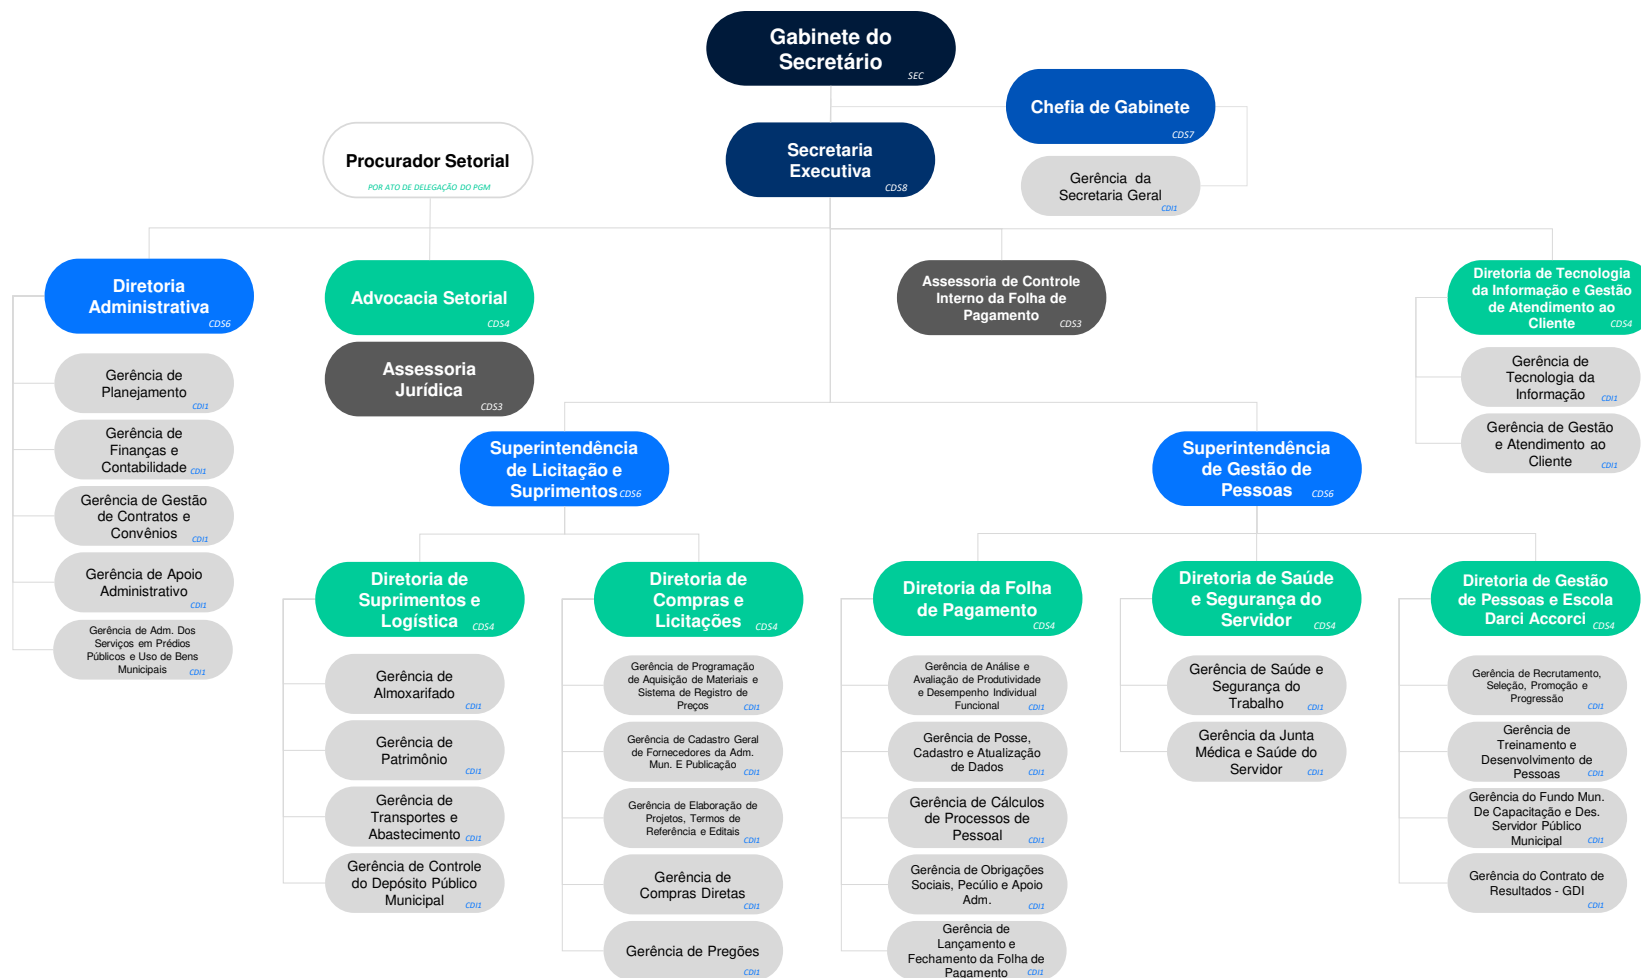 Gabinete do
Secretário
SEC
Chefia de Gabinete
CDS7
Gerência da
Secretaria Geral
CDI1
Secretaria
Executiva
CDS8
Procurador Setorial
POR ATO DE DELEGAÇÃO DO PGM
Diretoria
Administrativa
CDS6
Gerência de
Planejamento
CDI1
Gerência de
Finanças e
Contabilidade
CDI1
Gerência de Gestão
de Contratos e
Convênios
CDI1
Gerência de Apoio
Administrativo
CDI1
Gerência de Adm. Dos
Serviços em Prédios
Públicos e Uso de Bens
Municipais
CDI1
Advocacia Setorial
CDS4
Assessoria
Jurídica
CDS3
Assessoria de Controle
Interno da Folha de
Pagamento
CDS3
Diretoria de Tecnologia
da Informação e Gestão
de Atendimento ao
Cliente
CDS4
Gerência de
Tecnologia da
Informação
CDI1
Gerência de Gestão
e Atendimento ao
Cliente
CDI1
Superintendência
de Licitação e
Suprimentos
CDS6
Diretoria de
Suprimentos e
Logística
CDS4
Gerência de
Almoxarifado
CDI1
Gerência de
Patrimônio
CDI1
Gerência de
Transportes e
Abastecimento
CDI1
Gerência de Controle
do Depósito Público
Municipal
CDI1
Diretoria de
Compras e
Licitações
CDS4
Gerência de Programação
de Aquisição de Materiais e
Sistema de Registro de
Preços
CDI1
Gerência de Cadastro Geral
de Fornecedores da Adm.
Mun. E Publicação
CDI1
Gerência de Elaboração de
Projetos, Termos de
Referência e Editais
CDI1
Gerência de
Compras Diretas
CDI1
Gerência de Pregões
CDI1
Superintendência
de Gestão de
Pessoas
CDS6
Diretoria da Folha
de Pagamento
CDS4
Gerência de Análise e
Avaliação de Produtividade
e Desempenho Individual
Funcional
CDI1
Gerência de Posse,
Cadastro e Atualização
de Dados
CDI1
Gerência de Cálculos
de Processos de
Pessoal
CDI1
Gerência de Obrigações
Sociais, Pecúlio e Apoio
Adm.
CDI1
Gerência de
Lançamento e
Fechamento da Folha de
Pagamento
CDI1
Diretoria de Saúde
e Segurança do
Servidor
CDS4
Gerência de Saúde e
Segurança do
Trabalho
CDI1
Gerência da Junta
Médica e Saúde do
Servidor
CDI1
Diretoria de Gestão
de Pessoas e Escola
Darci Accorci
CDS4
Gerência de Recrutamento,
Seleção, Promoção e
Progressão
CDI1
Gerência de
Treinamento e
Desenvolvimento de
Pessoas
CDI1
Gerência do Fundo Mun.
De Capacitação e Des.
Servidor Público
Municipal
CDI1
Gerência do Contrato de
Resultados - GDI
CDI1